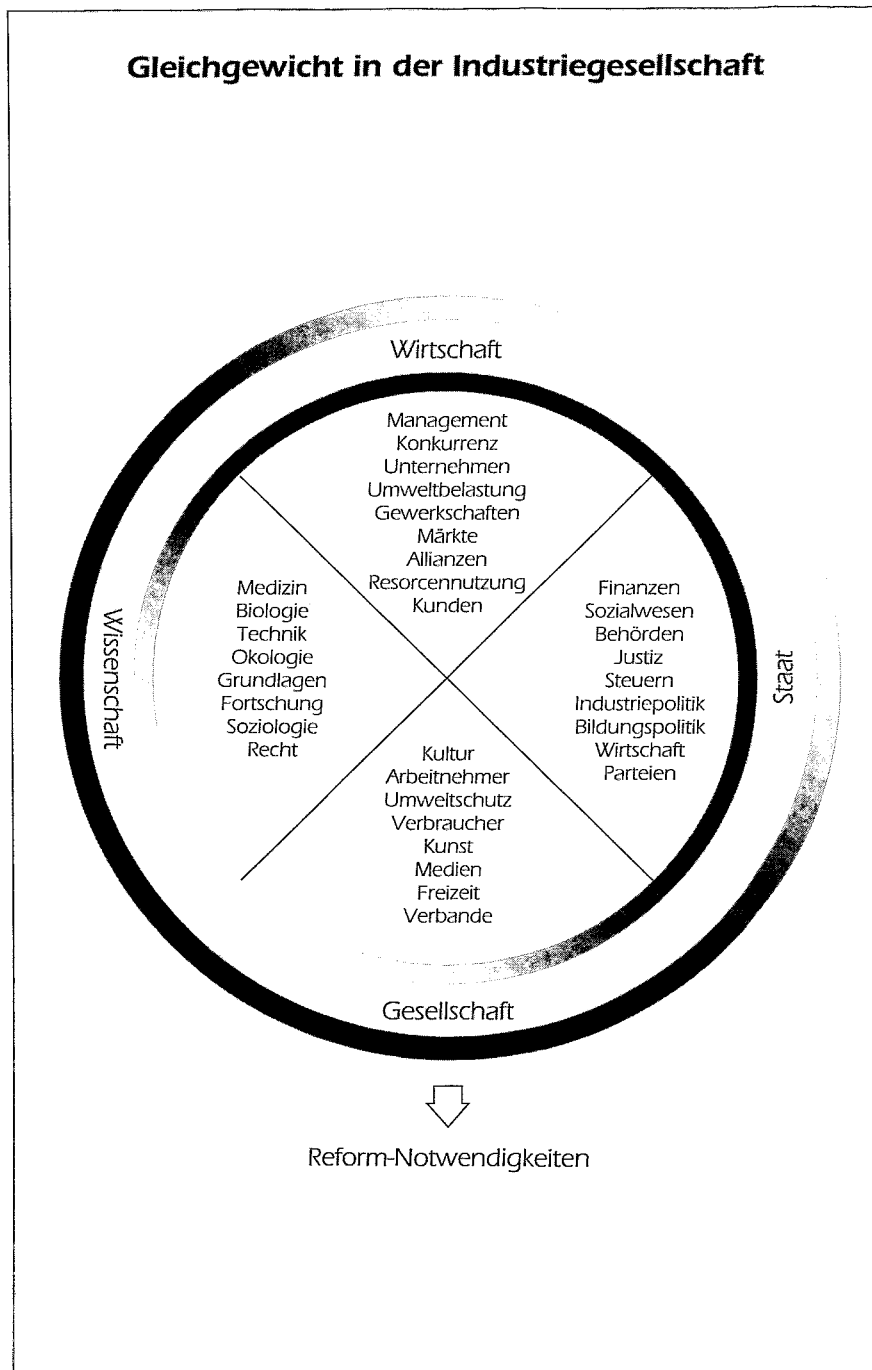 Gleichgewicht in der Industriegesellschaft
Wirtschaft
Management
Konkurrenz
Unternehmen
Umweltbelastung
Gewerkschaften
Märkte
Allianzen
Resorcennutzung
Kunden
Wissenschaft
Medizin
Biologie
Technik
Okologie
Grundlagen
Fortschung
Soziologie
Recht
Finanzen
Sozialwesen
Behörden
Justiz
Steuern
Industriepolitik
Bildungspolitik
Wirtschaft
Parteien
Staat
Kultur
Arbeitnehmer
Umweltschutz
Verbraucher
Kunst
Medien
Freizeit
Verbande
Gesellschaft
Reform-Notwendigkeiten